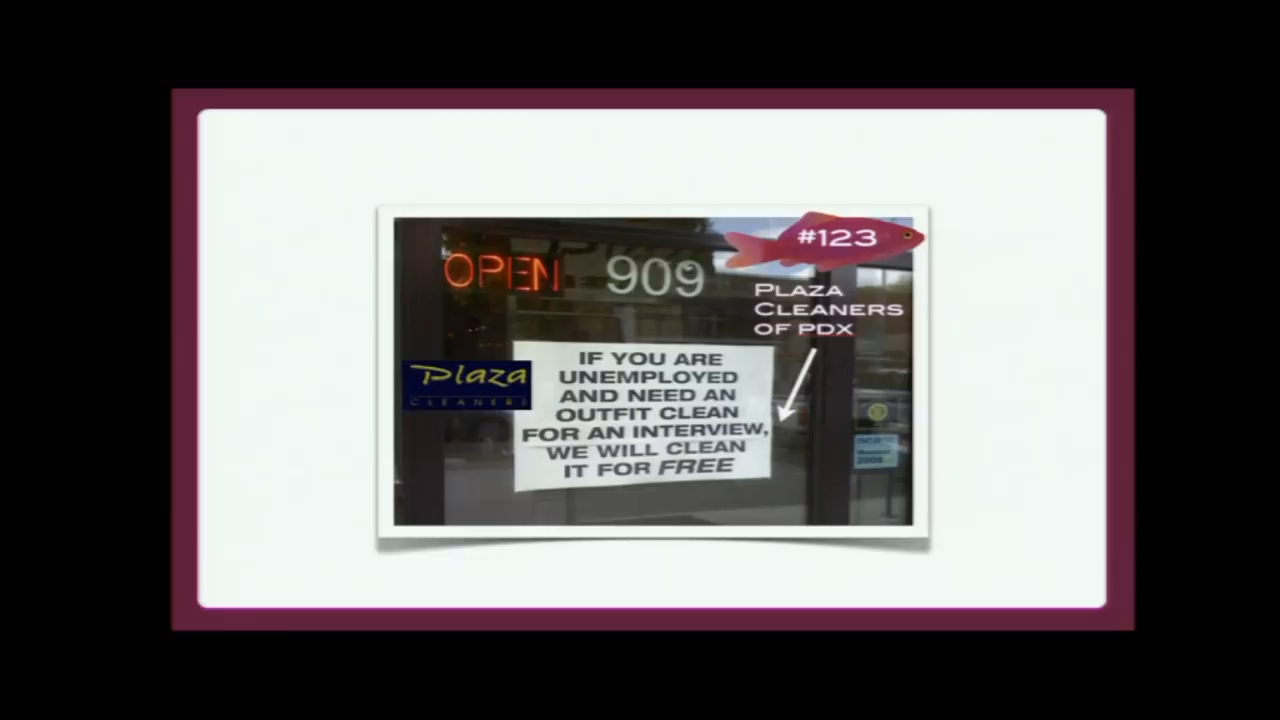 #123
OPEN
909
PLAZA
CLEANERS
OF PDX
Plaza
CLEANERS
IF YOU ARE
UNEMPLOYED
AND NEED AN
OUTFIT CLEAN
FOR AN INTERVIEW,
WE WILL CLEAN
IT FOR FREE